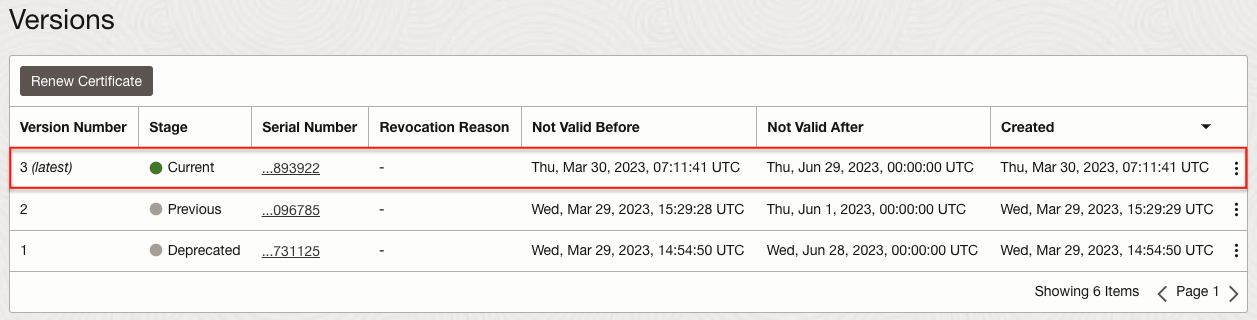 Versions
Renew Certificate
Version Number Stage Serial Number Revocation Reason Not Valid Before Not Valid After Created
3 (latest) Current ...893922 - Thu, Mar 30, 2023, 07:11:41 UTC Thu, Jun 29, 2023, 00:00:00 UTC Thu, Mar 30, 2023, 07:11:41 UTC
2 Previous ...096785 - Wed, Mar 29, 2023, 15:29:28 UTC Thu, Jun 1, 2023, 00:00:00 UTC Wed, Mar 29, 2023, 15:29:29 UTC
1 Deprecated ...731125 - Wed, Mar 29, 2023, 14:54:50 UTC Wed, Jun 28, 2023, 00:00:00 UTC Wed, Mar 29, 2023, 14:54:50 UTC
Showing 6 Items Page 1